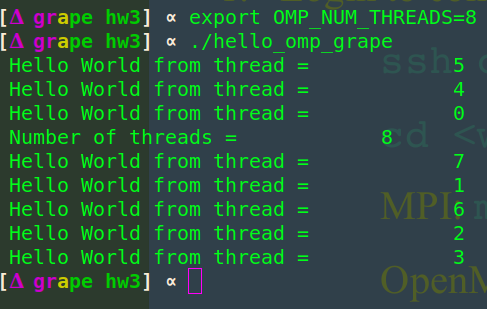 [Δ grape hw3] ∝ export OMP_NUM_THREADS=8
[Δ grape hw3] ∝ ./hello_omp_grape
Hello World from thread = 5
Hello World from thread = 4
Hello World from thread = 0
Number of threads = 8
Hello World from thread = 7
Hello World from thread = 1
Hello World from thread = 6
Hello World from thread = 2
Hello World from thread = 3
[Δ grape hw3] ∝
ssh
cd
MPI
OpenM